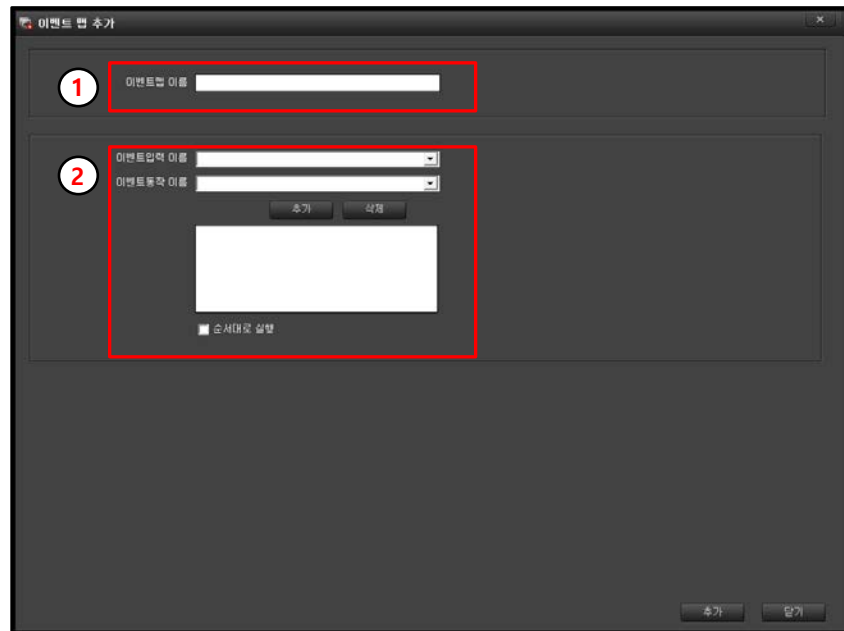 이벤트 맵 추가
1 이벤트맵 이름
이벤트입력 이름
2 이벤트동작 이름
추가 삭제
순서대로 실행
추가 닫기